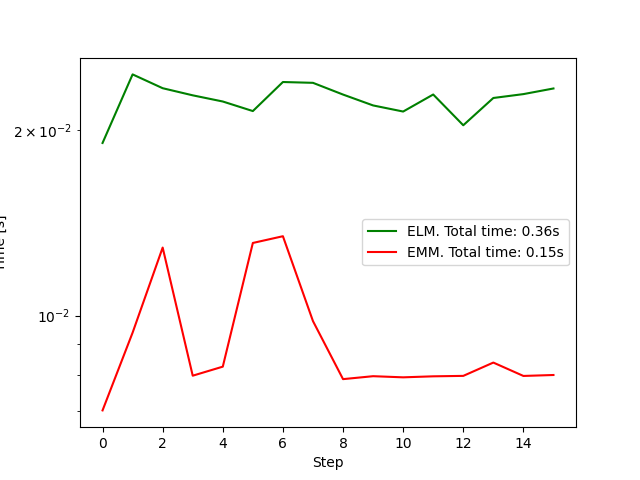 2 × 10⁻²
10⁻²
Time [s]
ELM. Total time: 0.36s
EMM. Total time: 0.15s
0 2 4 6 8 10 12 14
Step